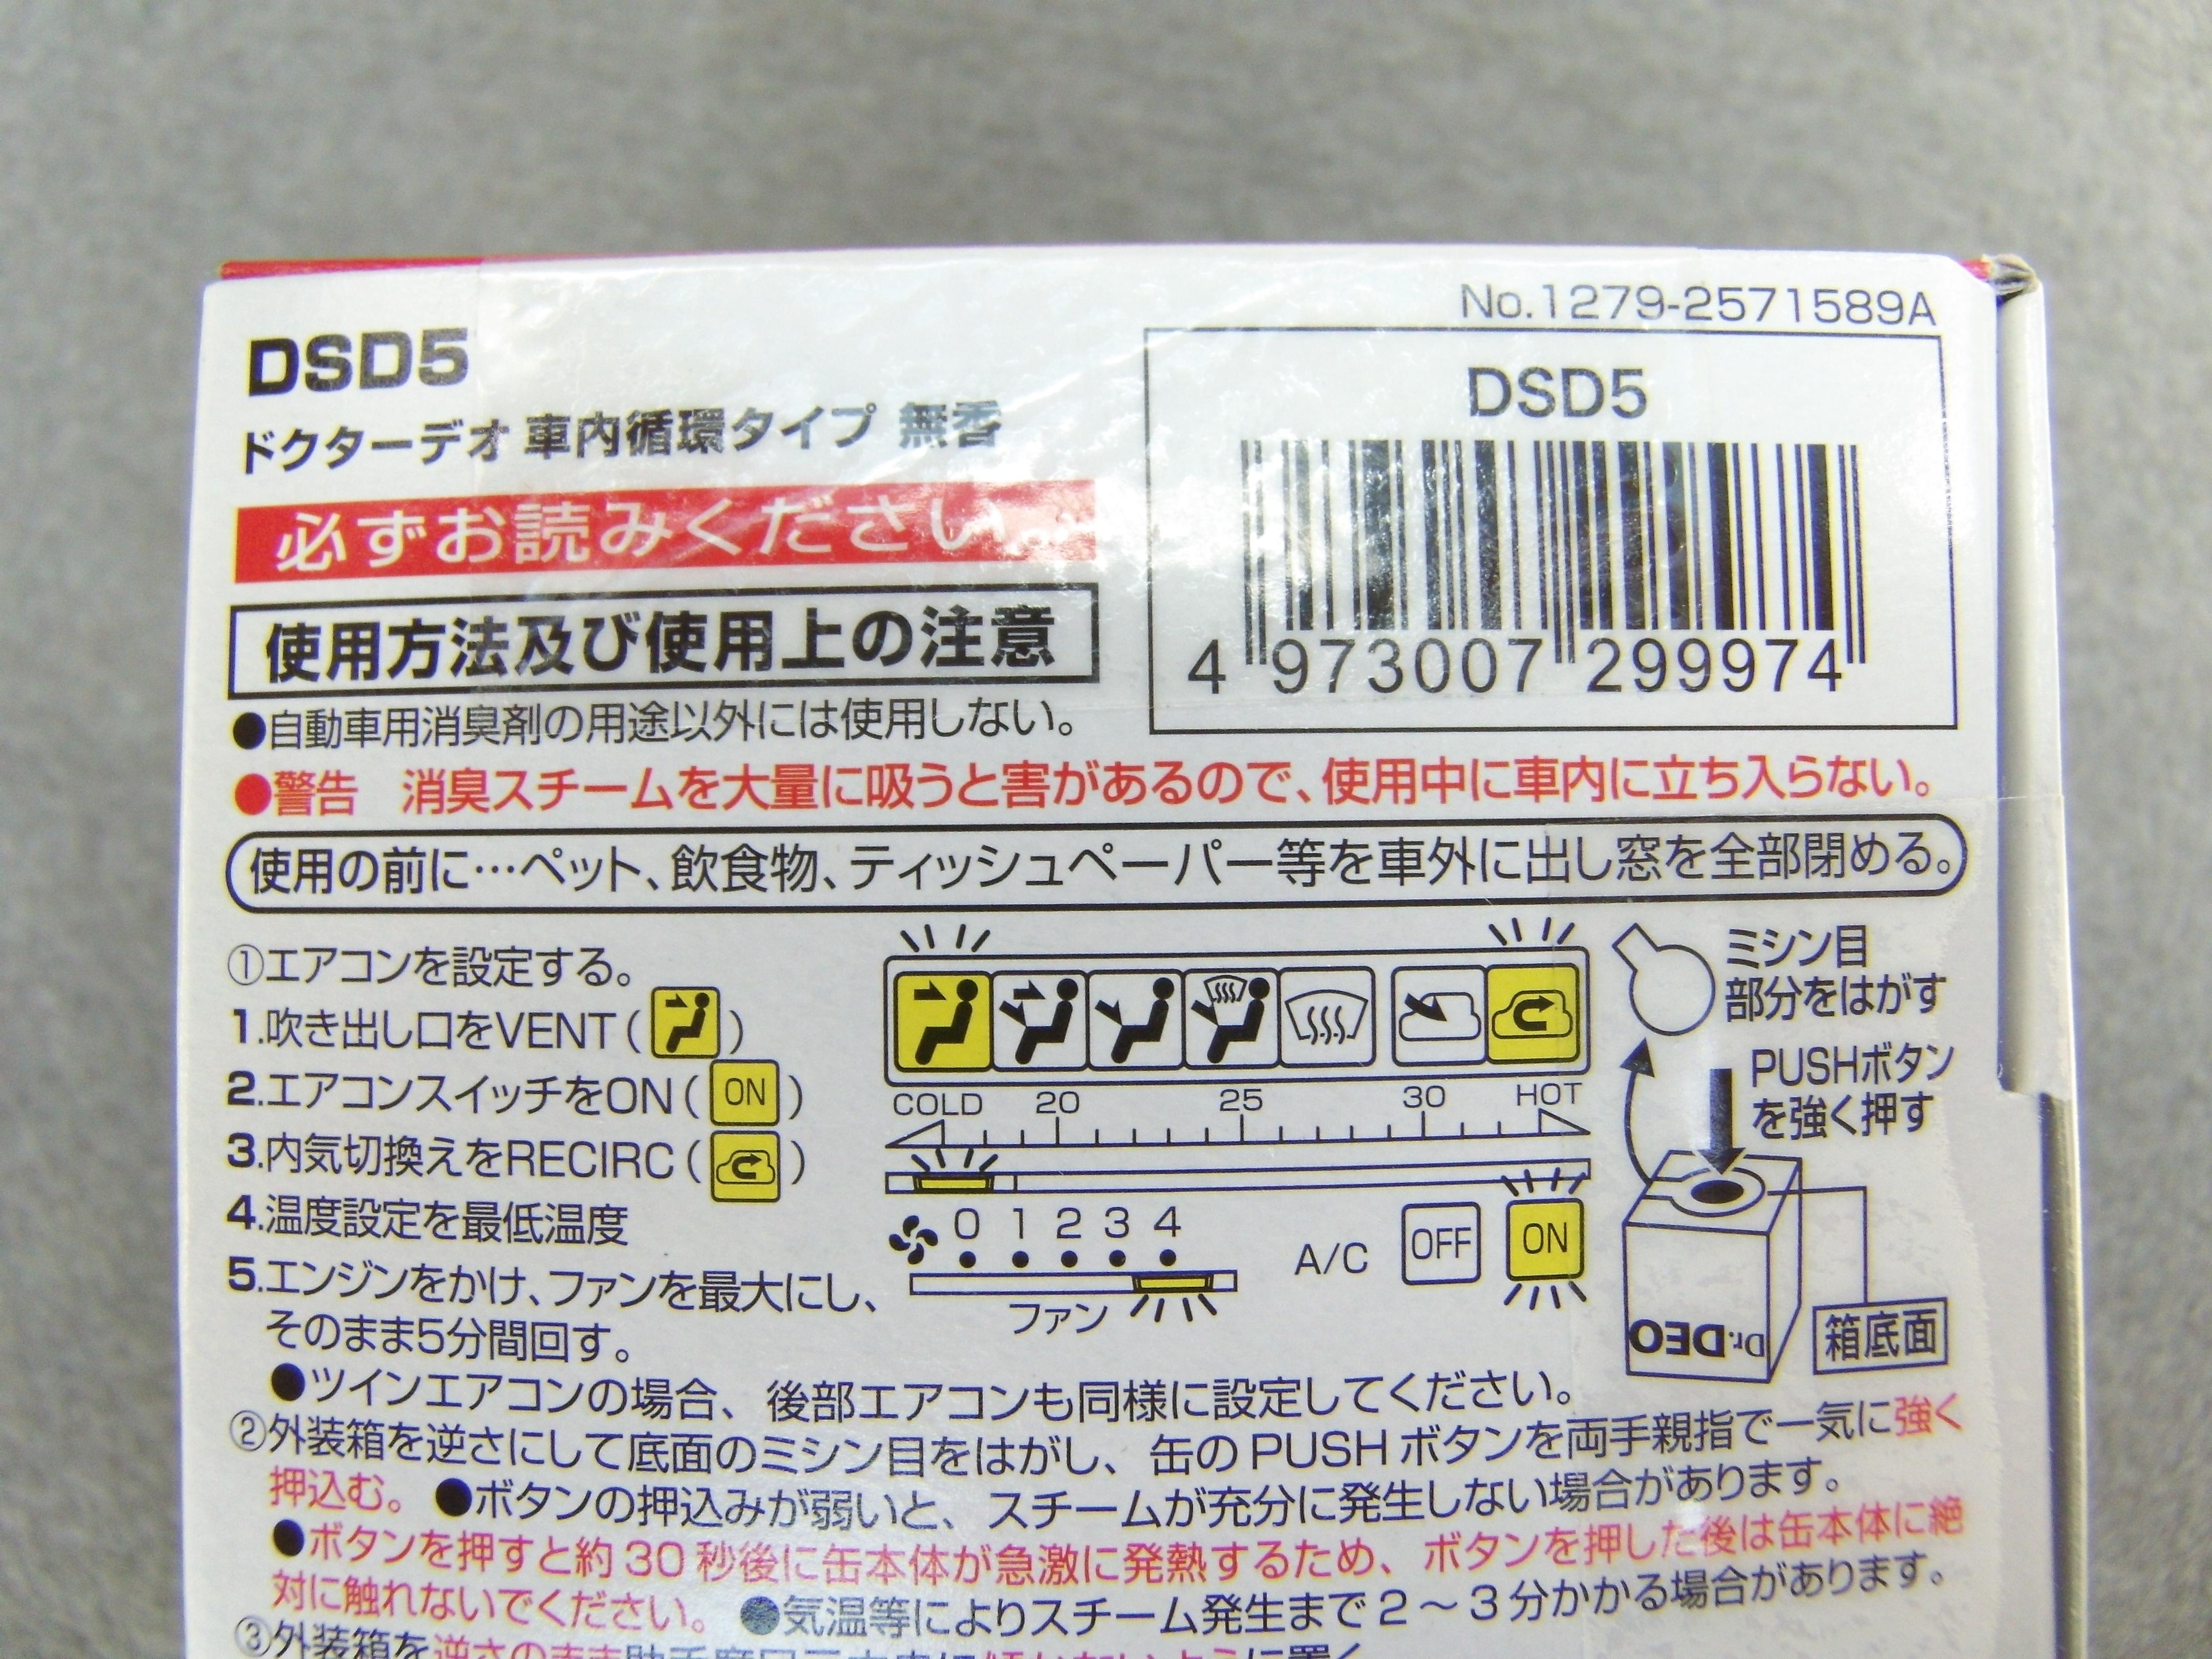 No.1279-2571589A
DSD5
ドクターデオ 車内循環タイプ 無香
必ずお読みください
使用方法及び使用上の注意
DSD5
4 973007 299974
●自動車用消臭剤の用途以外には使用しない。
●警告 消臭スチームを大量に吸うと害があるので、使用中に車内に立ち入らない。
使用の前に…ペット、飲食物、ティッシュペーパー等を車外に出し窓を全部閉める。
①エアコンを設定する。
1.吹き出し口をVENT( )
2.エアコンスイッチをON( ON )
3.内気切換えをRECIRC( )
4.温度設定を最低温度
5.エンジンをかけ、ファンを最大にし、
そのまま5分間回す。
COLD 20 25 30 HOT
0 1 2 3 4
ファン
A/C OFF ON
ミシン目
部分をはがす
PUSHボタン
を強く押す
Dr.DEO
箱底面
●ツインエアコンの場合、後部エアコンも同様に設定してください。
②外装箱を逆さにして底面のミシン目をはがし、缶のPUSHボタンを両手親指で一気に強く
押込む。 ●ボタンの押込みが弱いと、スチームが充分に発生しない場合があります。
●ボタンを押すと約30秒後に缶本体が急激に発熱するため、ボタンを押した後は缶本体に絶
対に触れないでください。 ●気温等によりスチーム発生まで2～3分かかる場合があります。
③外装箱を逆さのまま